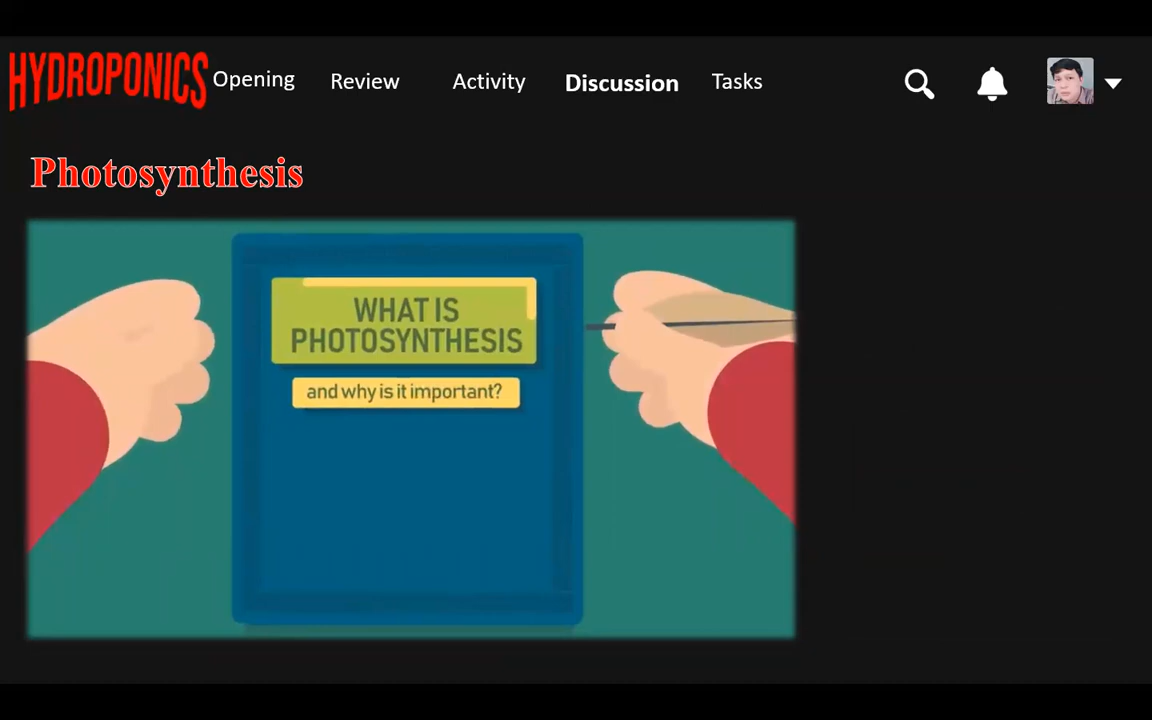 HYDROPONICS Opening Review Activity Discussion Tasks
Photosynthesis
WHAT IS
PHOTOSYNTHESIS
and why is it important?